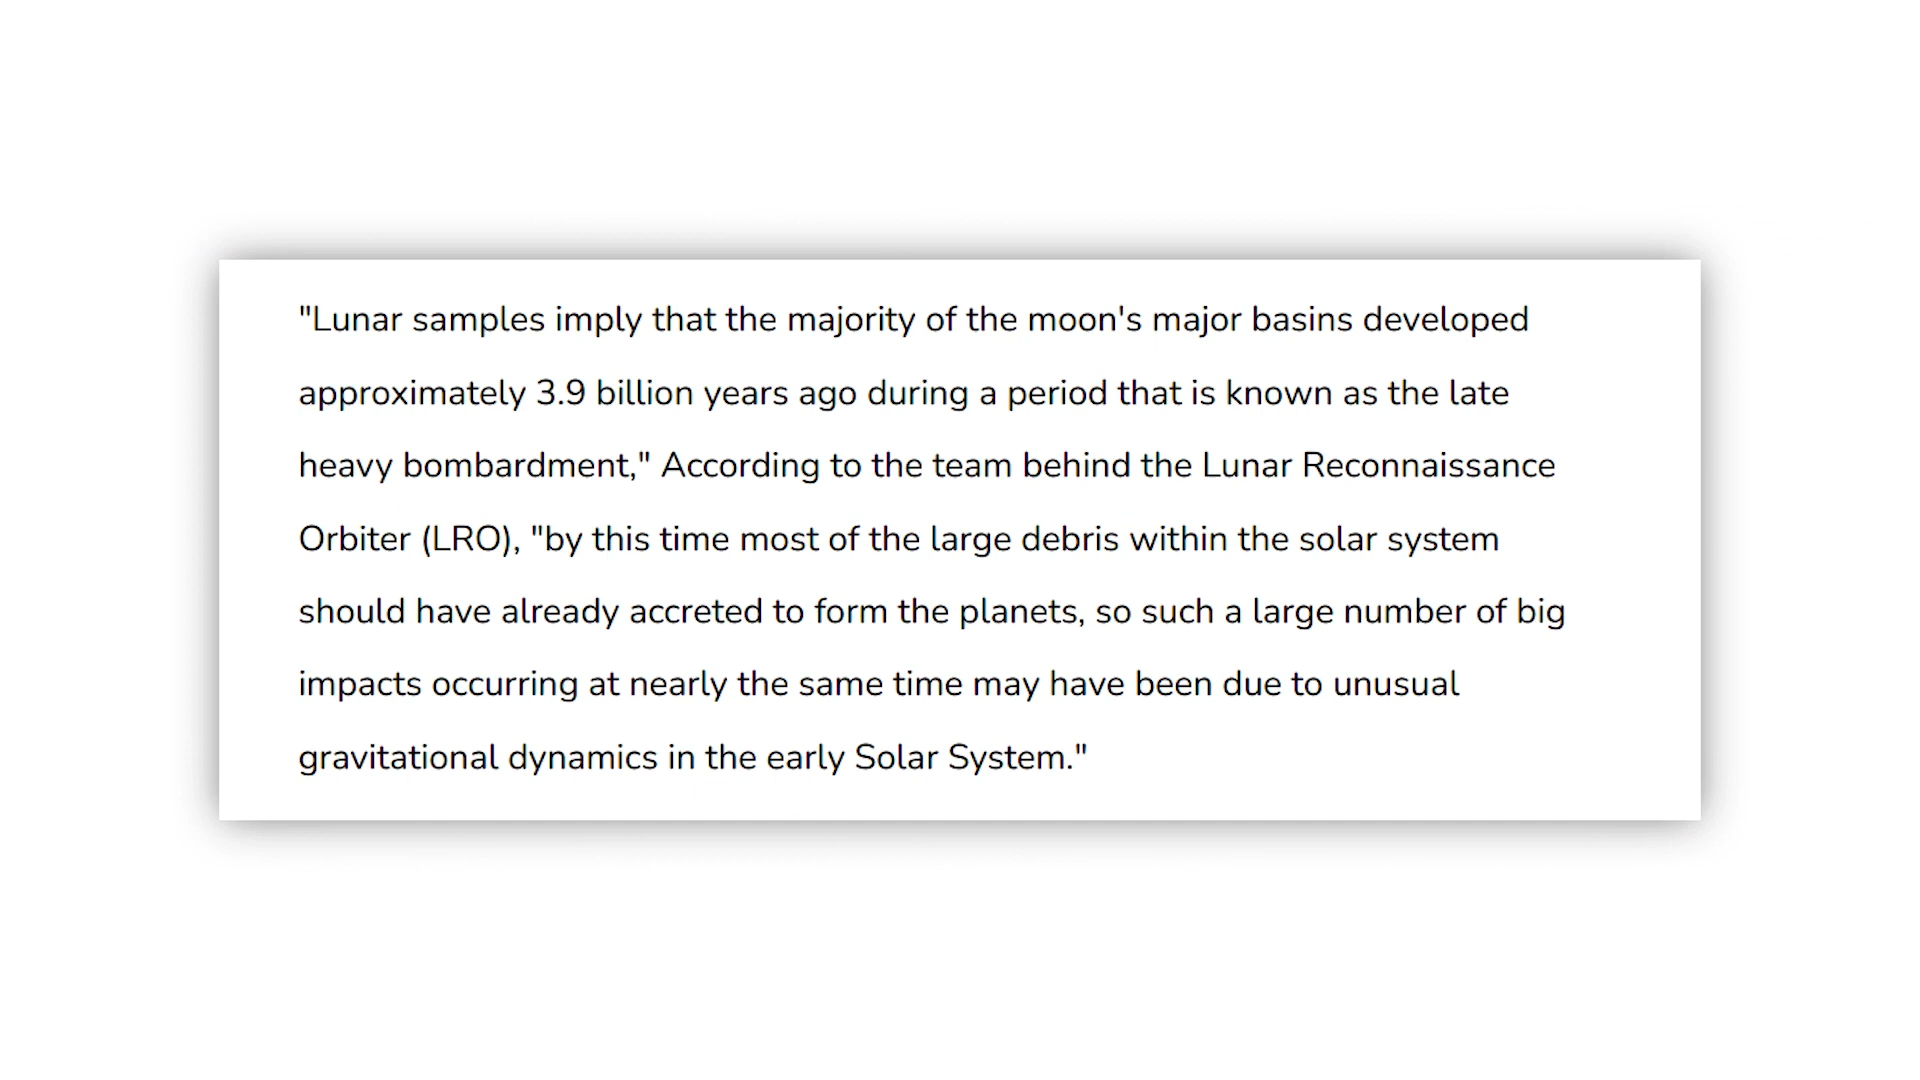 "Lunar samples imply that the majority of the moon's major basins developed
approximately 3.9 billion years ago during a period that is known as the late
heavy bombardment," According to the team behind the Lunar Reconnaissance
Orbiter (LRO), "by this time most of the large debris within the solar system
should have already accreted to form the planets, so such a large number of big
impacts occurring at nearly the same time may have been due to unusual
gravitational dynamics in the early Solar System."